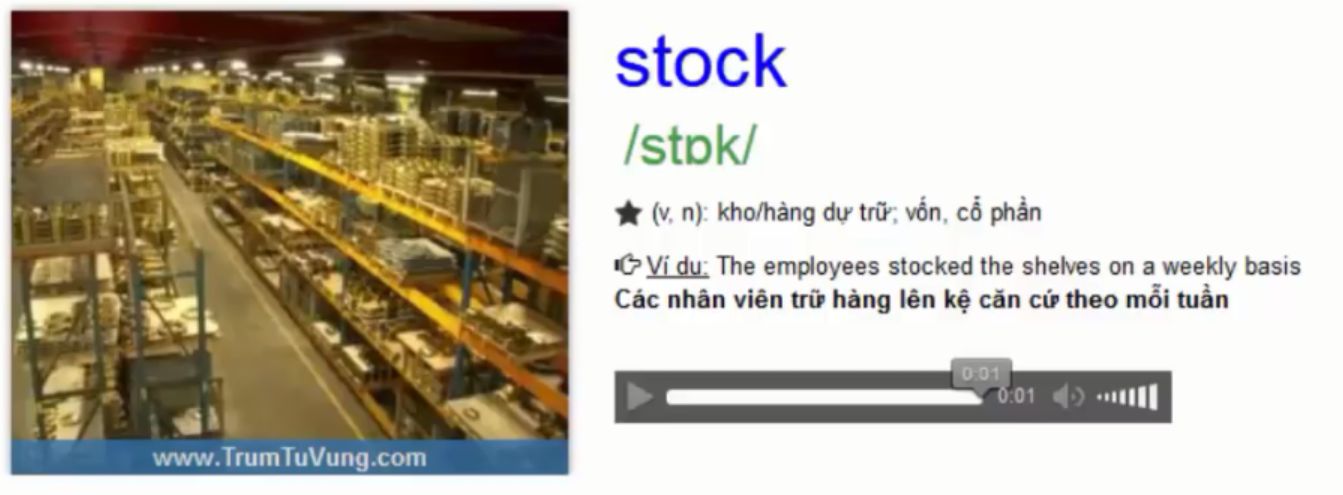 stock
/stɒk/
★ (v, n): kho/hàng dự trữ; vốn, cổ phần
Ví dụ: The employees stocked the shelves on a weekly basis
Các nhân viên trữ hàng lên kệ căn cứ theo mỗi tuần
0:01
0:01
www.TrumTuVung.com